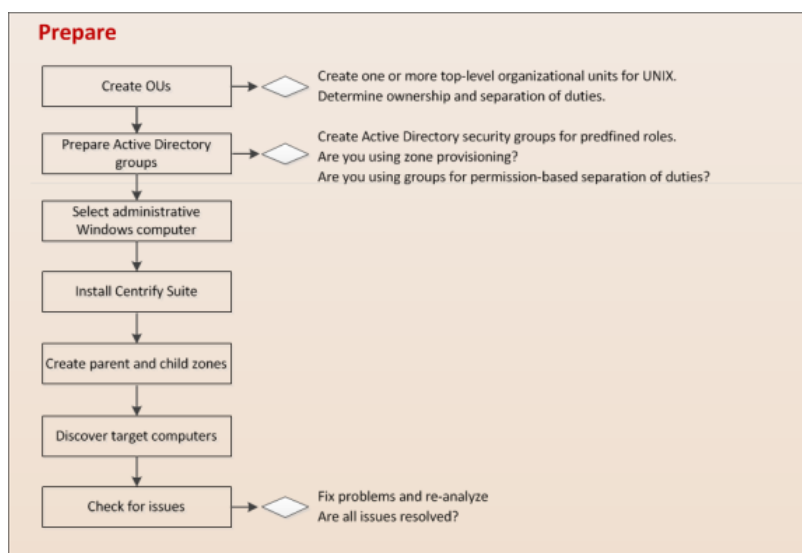 Prepare
Create OUs
Create one or more top-level organizational units for UNIX.
Determine ownership and separation of duties.
Prepare Active Directory
groups
Create Active Directory security groups for predfined roles.
Are you using zone provisioning?
Are you using groups for permission-based separation of duties?
Select administrative
Windows computer
Install Centrify Suite
Create parent and child zones
Discover target computers
Check for issues
Fix problems and re-analyze
Are all issues resolved?